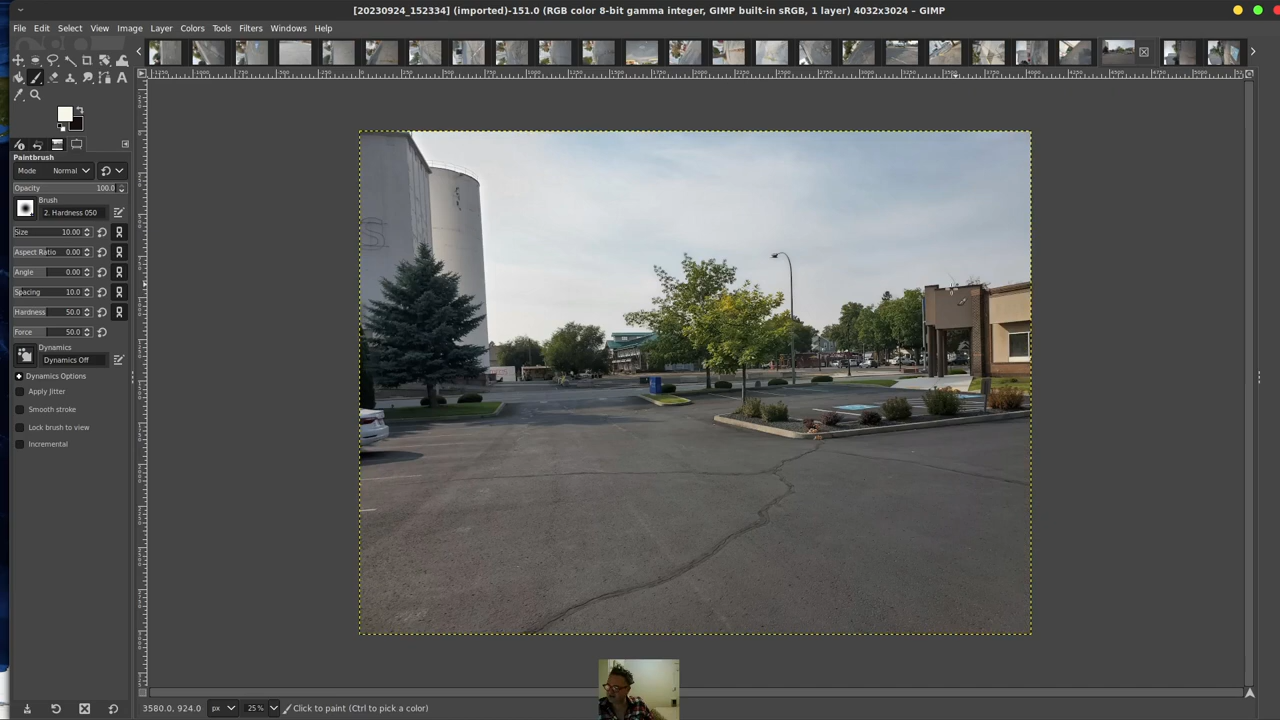 [20230924_152334] (imported)-151.0 (RGB color 8-bit gamma integer, GIMP built-in sRGB, 1 layer) 4032x3024 – GIMP
File Edit Select View Image Layer Colors Tools Filters Windows Help
Paintbrush
Mode Normal
Opacity 100.0
Brush
2. Hardness 050
Size 10.00
Aspect Ratio 0.00
Angle 0.00
Spacing 10.0
Hardness 50.0
Force 50.0
Dynamics
Dynamics Off
Dynamics Options
Apply Jitter
Smooth stroke
Lock brush to view
Incremental
3580.0, 924.0 px 25% Click to paint (Ctrl to pick a color)